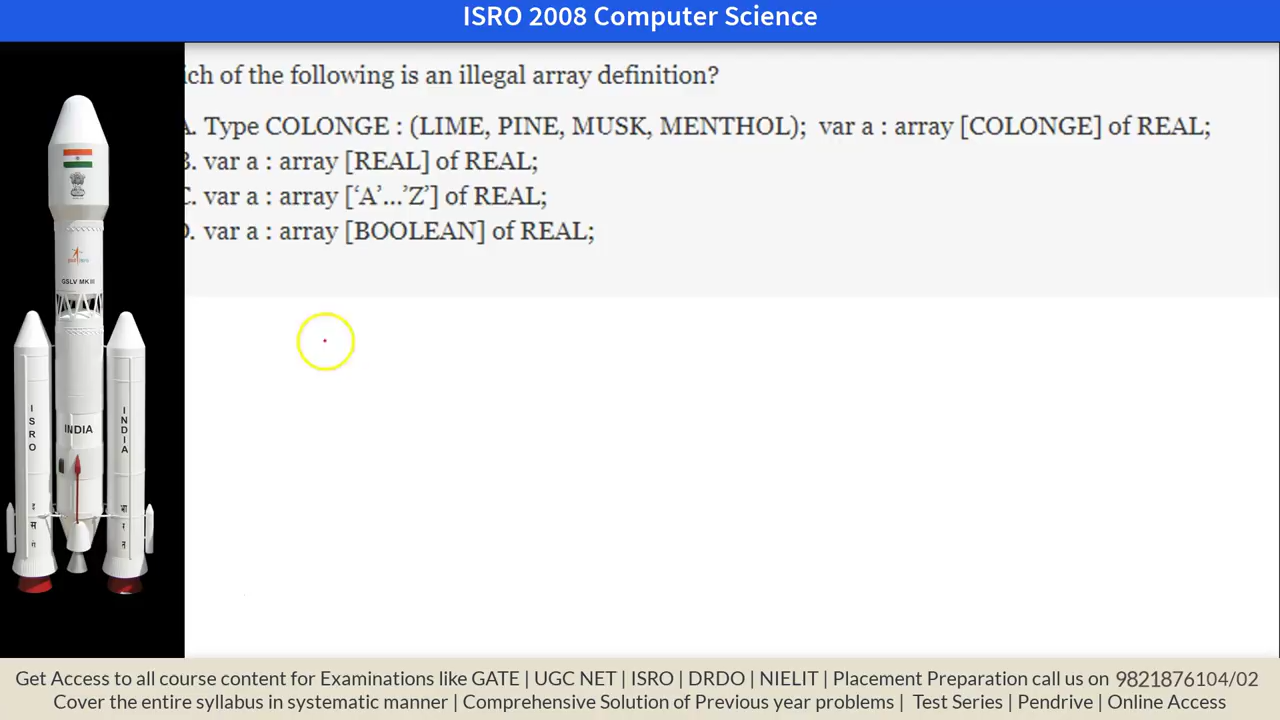 ISRO 2008 Computer Science
ich of the following is an illegal array definition?
A. Type COLONGE : (LIME, PINE, MUSK, MENTHOL); var a : array [COLONGE] of REAL;
B. var a : array [REAL] of REAL;
C. var a : array [‘A’...’Z’] of REAL;
D. var a : array [BOOLEAN] of REAL;
GSLV MK III
I S R O
INDIA
INDIA
Get Access to all course content for Examinations like GATE | UGC NET | ISRO | DRDO | NIELIT | Placement Preparation call us on 9821876104/02
Cover the entire syllabus in systematic manner | Comprehensive Solution of Previous year problems | Test Series | Pendrive | Online Access